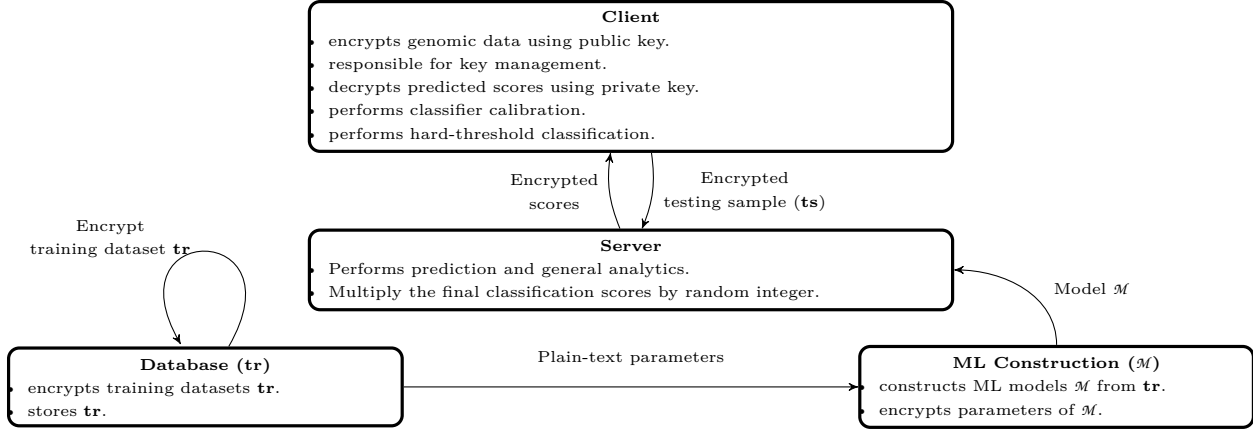 Client
• encrypts genomic data using public key.
• responsible for key management.
• decrypts predicted scores using private key.
• performs classifier calibration.
• performs hard-threshold classification.
Encrypted
scores
Encrypted
testing sample (ts)
Encrypt
training dataset tr
Server
• Performs prediction and general analytics.
• Multiply the final classification scores by random integer.
Model ℳ
Database (tr)
• encrypts training datasets tr.
• stores tr.
Plain-text parameters
ML Construction (ℳ)
• constructs ML models ℳ from tr.
• encrypts parameters of ℳ.